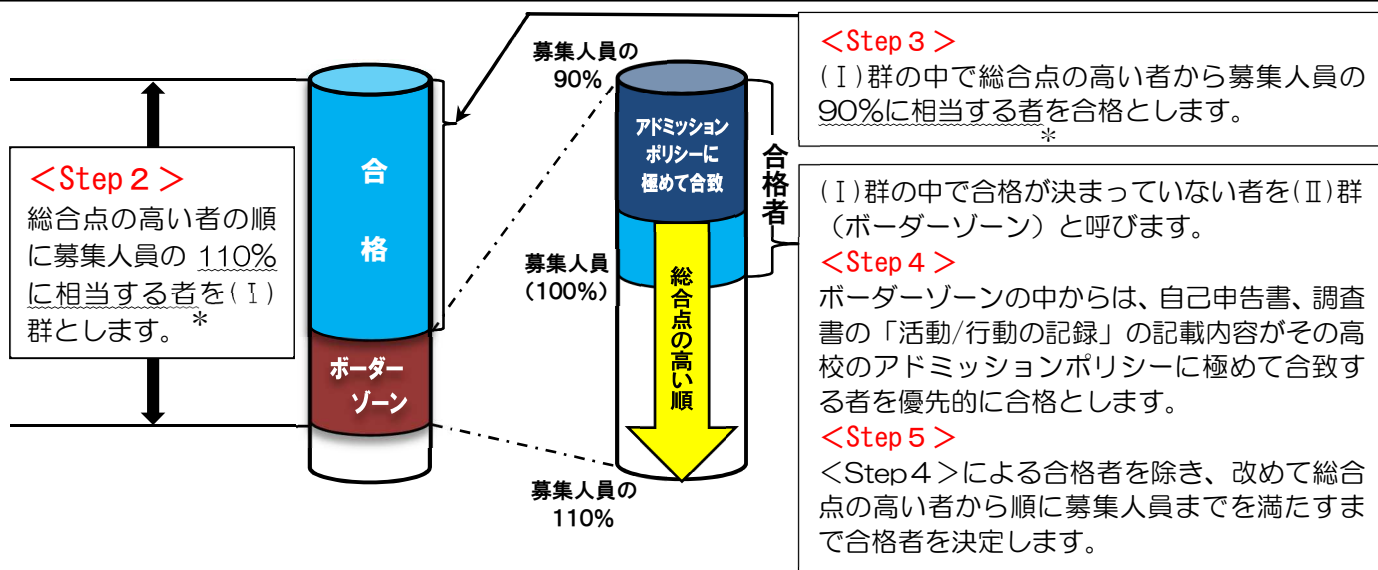 <Step2>
総合点の高い者の順
に募集人員の 110%
に相当する者を(Ⅰ)
群とします。 *
合
格
ボーダー
ゾーン
募集人員の
90%
募集人員
(100%)
募集人員の
110%
アドミッション
ポリシーに
極めて合致
総合点の高い順
合格者
<Step3>
(Ⅰ)群の中で総合点の高い者から募集人員の
90%に相当する者を合格とします。
*
(Ⅰ)群の中で合格が決まっていない者を(Ⅱ)群
(ボーダーゾーン)と呼びます。
<Step4>
ボーダーゾーンの中からは、自己申告書、調査
書の「活動/行動の記録」の記載内容がその高
校のアドミッションポリシーに極めて合致す
る者を優先的に合格とします。
<Step5>
<Step4>による合格者を除き、改めて総合
点の高い者から順に募集人員までを満たすま
で合格者を決定します。